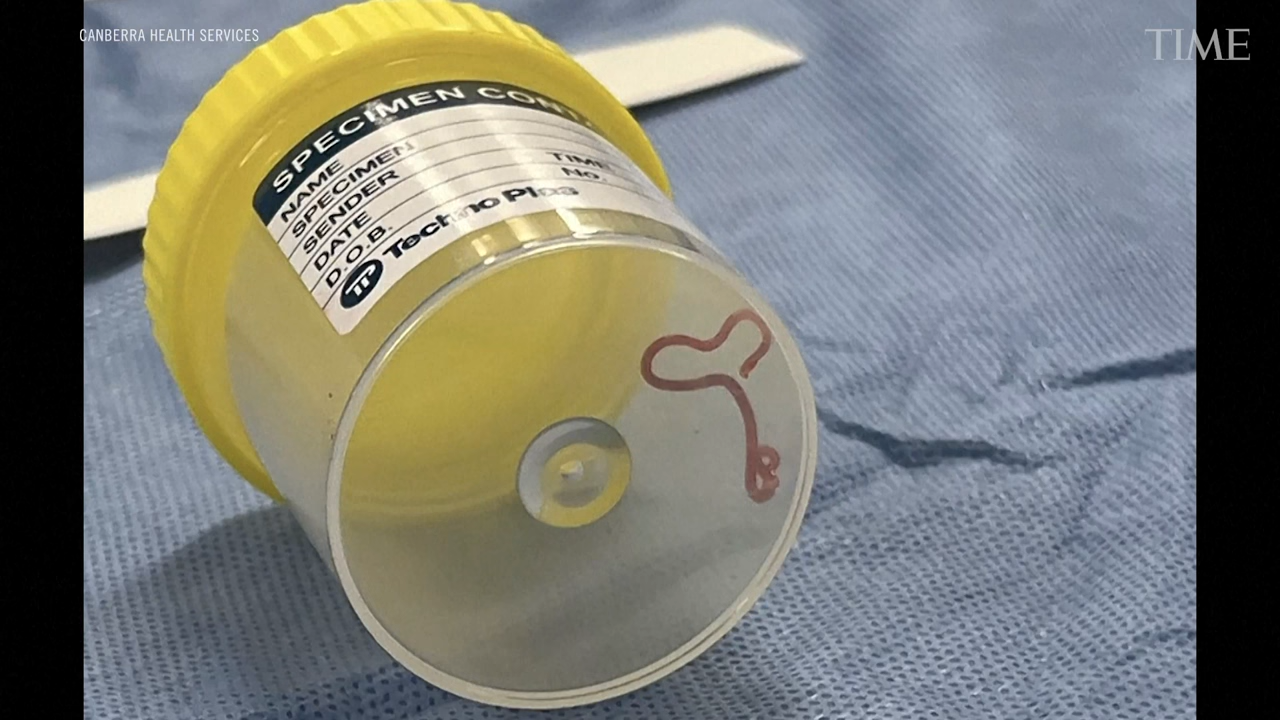 CANBERRA HEALTH SERVICES
TIME
SPECIMEN
NAME
SPECIMEN
SENDER
DATE
TIME
D.O.B.
No.
Techno Plas